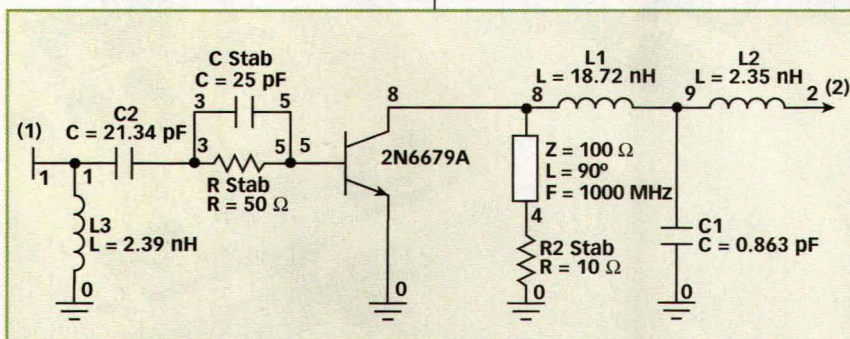 C Stab
C = 25 pF
3 5
C2
C = 21.34 pF
(1)
1 1
3 5 5
R Stab
R = 50 Ω
L3
L = 2.39 nH
0
2N6679A
0
8 8
Z = 100 Ω
L = 90º
F = 1000 MHz
4
R2 Stab
R = 10 Ω
0
L1
L = 18.72 nH
9
L2
L = 2.35 nH
2 (2)
C1
C = 0.863 pF
0